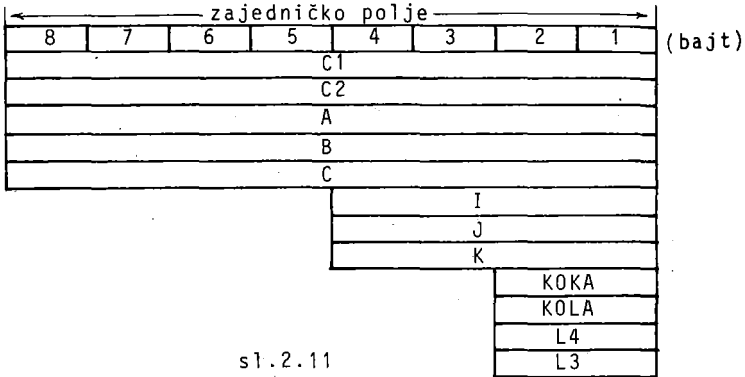 zajedničko polje
8 7 6 5 4 3 2 1 (bajt)
C1
C2
A
B
C
I
J
K
KOKA
KOLA
L4
L3
sl.2.11